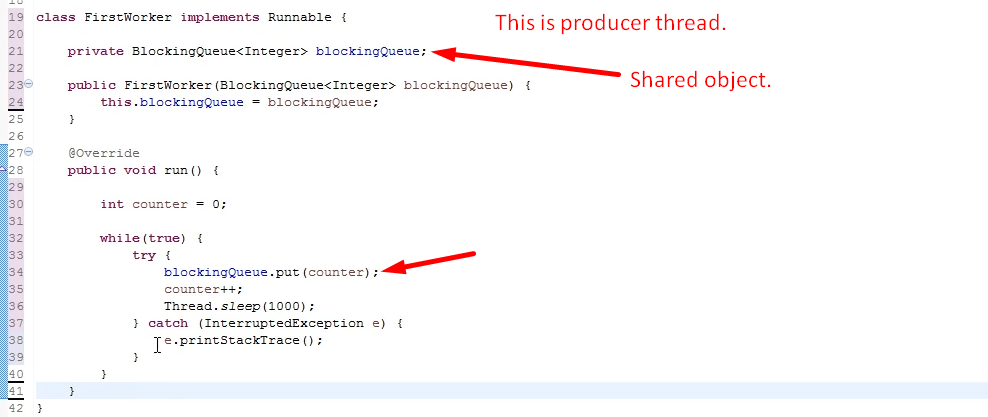 18
19 class FirstWorker implements Runnable {
This is producer thread.
20
21 private BlockingQueue<Integer> blockingQueue;
Shared object.
22
23 public FirstWorker(BlockingQueue<Integer> blockingQueue) {
24 this.blockingQueue = blockingQueue;
25 }
26
27 @Override
28 public void run() {
29
30 int counter = 0;
31
32 while(true) {
33 try {
34 blockingQueue.put(counter);
35 counter++;
36 Thread.sleep(1000);
37 } catch (InterruptedException e) {
38 e.printStackTrace();
39 }
40 }
41 }
42 }